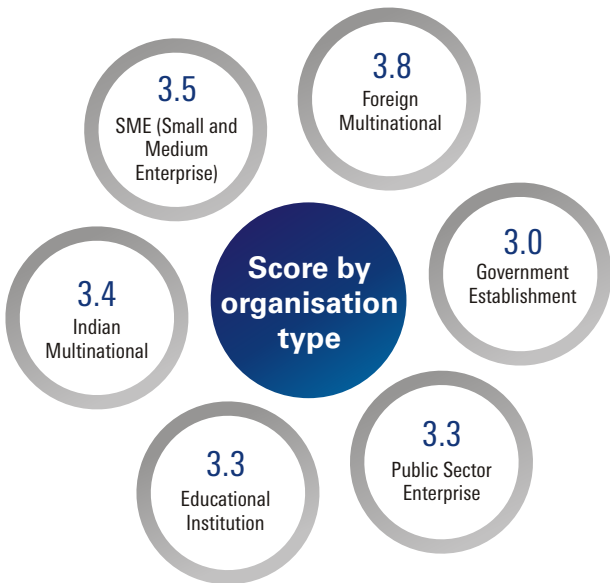 3.5
SME (Small and
Medium
Enterprise)
3.8
Foreign
Multinational
3.4
Indian
Multinational
Score by
organisation
type
3.0
Government
Establishment
3.3
Educational
Institution
3.3
Public Sector
Enterprise